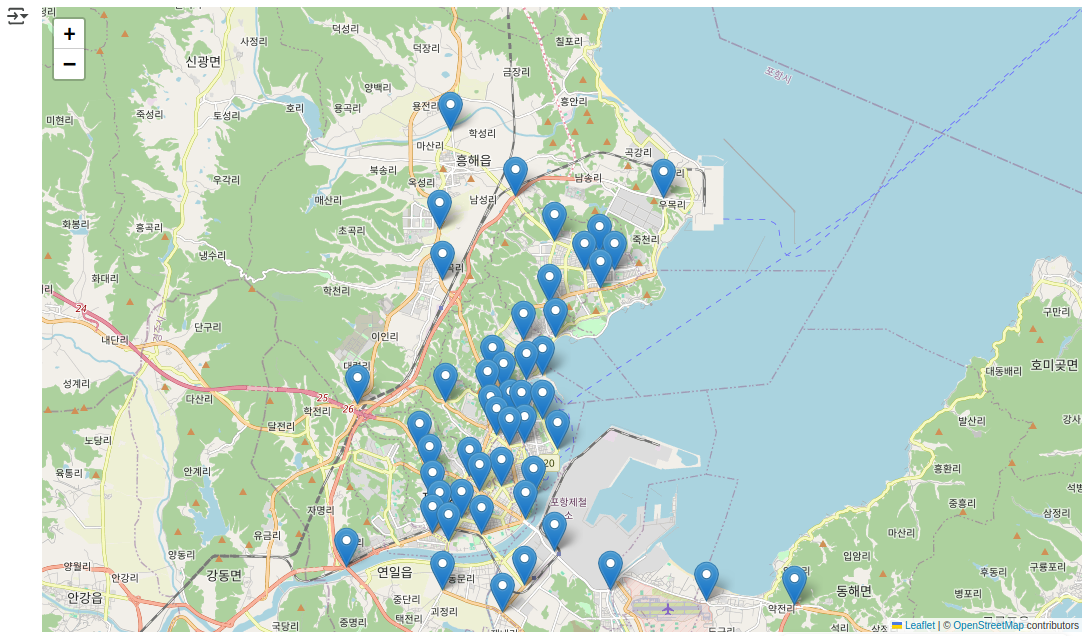 +
−
덕성리
칠포리
사정리
덕장리
신광면
금장리
포항시
양백리
흥안리
죽성리
토성리
호리
용곡리
용전리
미현리
학성리
마산리
흥해읍
곡강리
북송리
우각리
옥성리
남송리
매산리
남성리
우목리
화봉리
흥곡리
초곡리
죽천리
냉수리
화대리
학천리
24
구만리
단구리
경주시
내단리
이인리
대동배리
호미곶면
성계리
다산리
25
26
학천리
달전리
발산리
노당리
육통리
안계리
20
흥환리
자명리
포항제철
소
중흥리
유금리
마산리
삼정리
양동리
입암리
양월리
안강리
강동면
연일읍
동문리
후동리
구룡포리
동해면
안강읍
중단리
괴정리
약전리
병포리
국당리
중명리
택전리
도구리
석리
Leaflet | © OpenStreetMap contributors